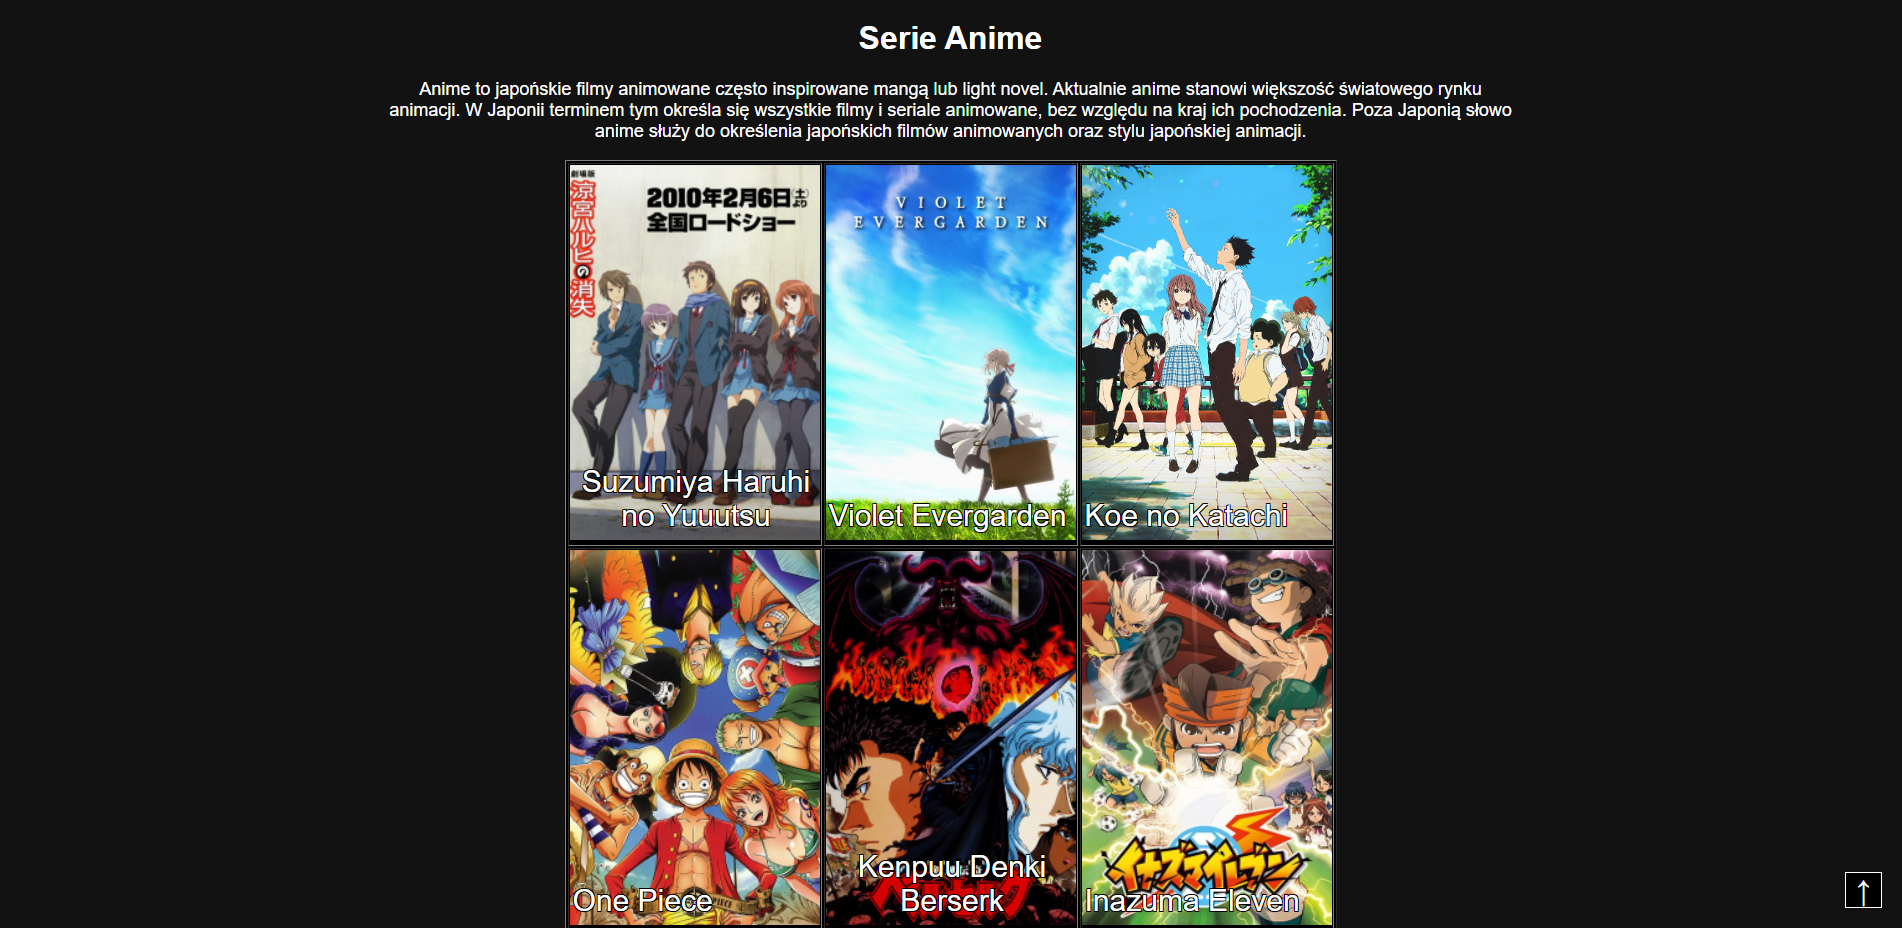 Serie Anime
Anime to japońskie filmy animowane często inspirowane mangą lub light novel. Aktualnie anime stanowi większość światowego rynku
animacji. W Japonii terminem tym określa się wszystkie filmy i seriale animowane, bez względu na kraj ich pochodzenia. Poza Japonią słowo
anime służy do określenia japońskich filmów animowanych oraz stylu japońskiej animacji.
劇場版
涼宮ハルヒの消失
2010年2月6日(土)より
全国ロードショー
Suzumiya Haruhi
no Yuuutsu
VIOLET
EVERGARDEN
Violet Evergarden
Koe no Katachi
One Piece
Kenpuu Denki
Berserk
イナズマイレブン
Inazuma Eleven
↑